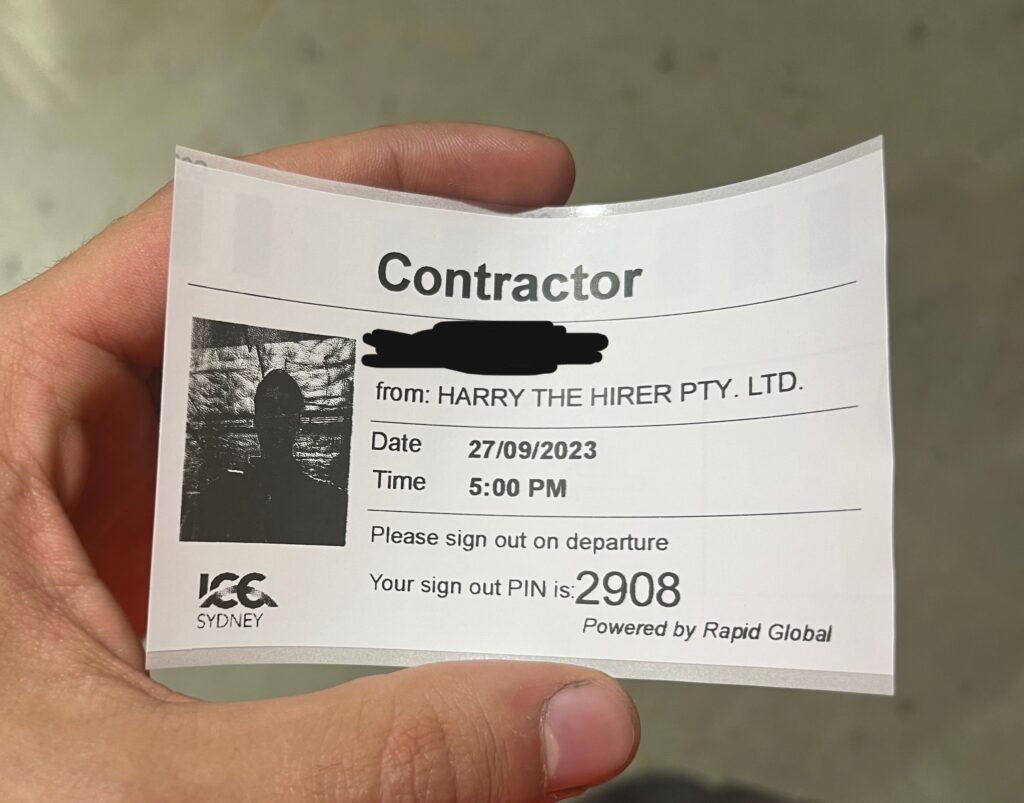 Contractor
from: HARRY THE HIRER PTY. LTD.
Date 27/09/2023
Time 5:00 PM
Please sign out on departure
Your sign out PIN is:2908
ICC
SYDNEY
Powered by Rapid Global